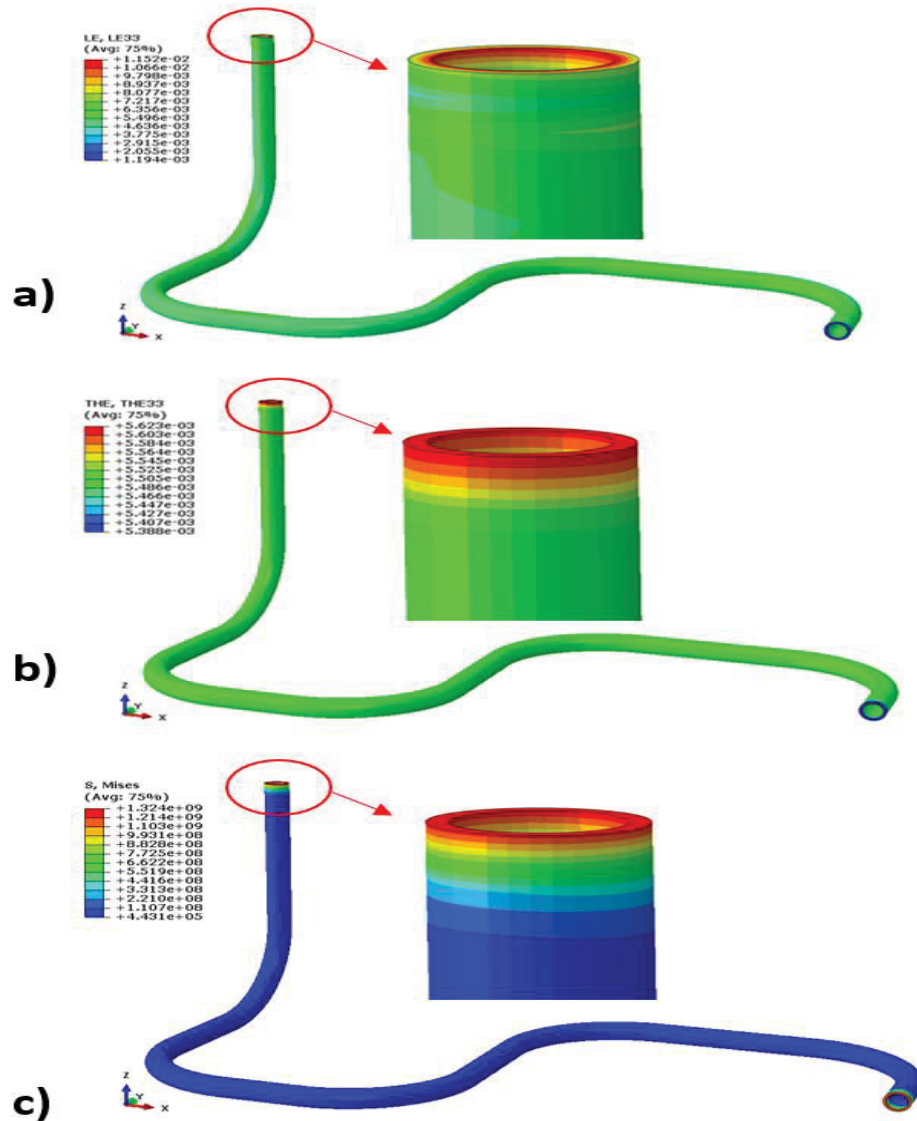 LE, LE33
(Avg: 75%)
+1.152e-02
+1.066e-02
+9.798e-03
+8.937e-03
+8.077e-03
+7.217e-03
+6.356e-03
+5.496e-03
+4.636e-03
+3.775e-03
+2.915e-03
+2.055e-03
+1.194e-03
a)
Z
Y
X
THE, THE33
(Avg: 75%)
+5.623e-03
+5.603e-03
+5.584e-03
+5.564e-03
+5.545e-03
+5.525e-03
+5.505e-03
+5.486e-03
+5.466e-03
+5.447e-03
+5.427e-03
+5.407e-03
+5.388e-03
b)
Z
Y
X
S, Mises
(Avg: 75%)
+1.324e+09
+1.214e+09
+1.103e+09
+9.931e+08
+8.828e+08
+7.725e+08
+6.622e+08
+5.519e+08
+4.416e+08
+3.313e+08
+2.210e+08
+1.107e+08
+4.431e+05
c)
Z
Y
X